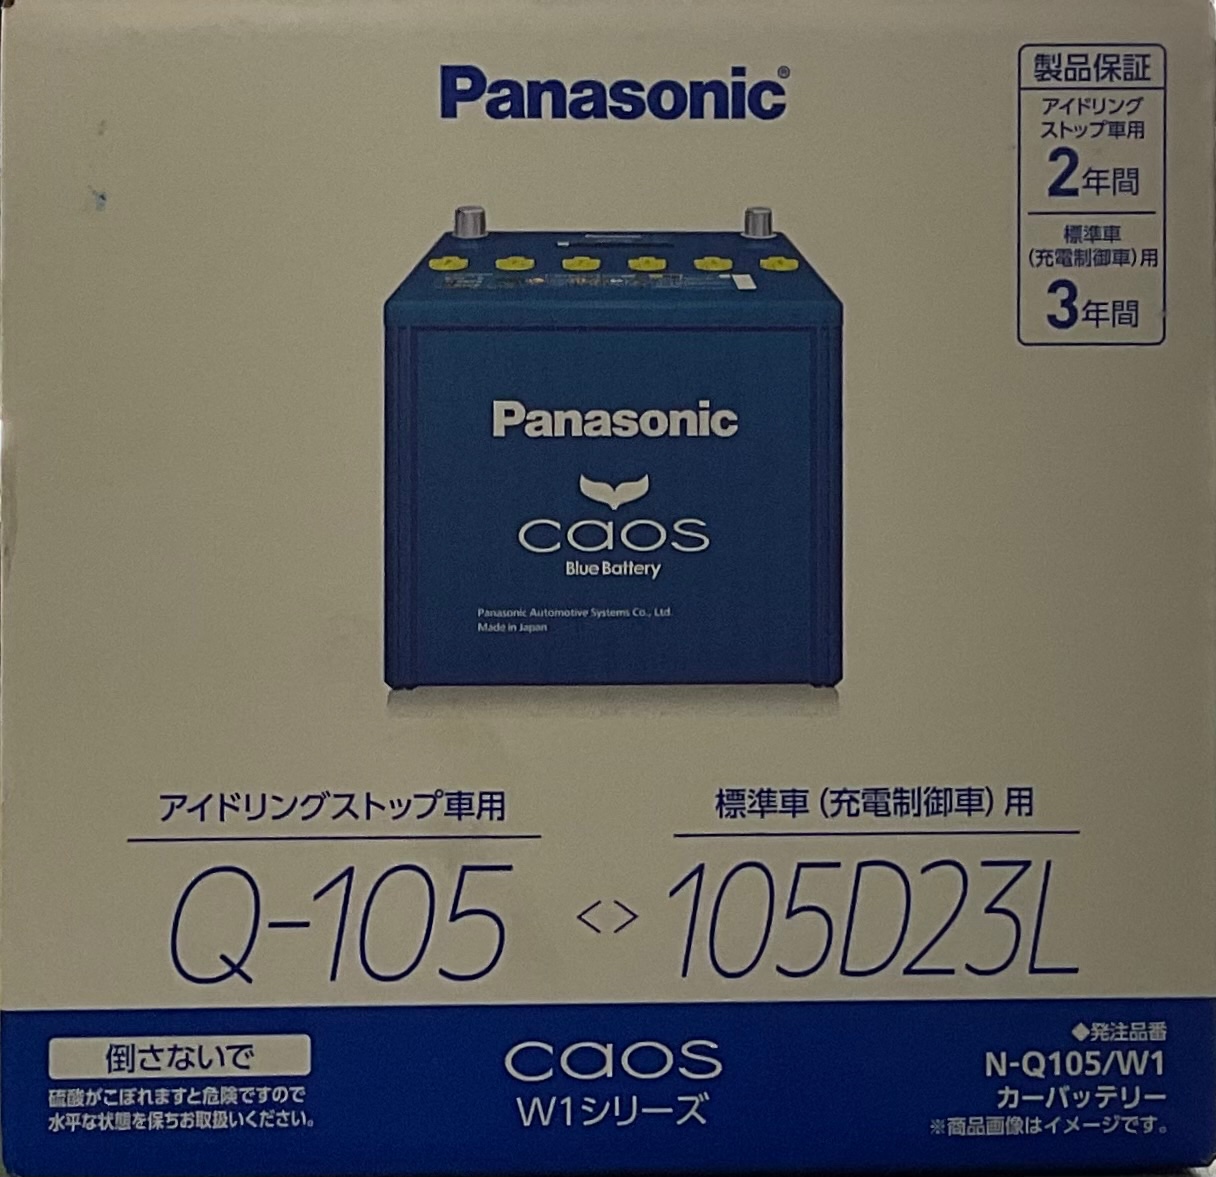 Panasonic®
製品保証
アイドリング
ストップ車用
2年間
標準車
(充電制御車)用
3年間
Panasonic
caos
Blue Battery
Panasonic Automotive Systems Co., Ltd.
Made in Japan
アイドリングストップ車用
Q-105
<>
標準車(充電制御車)用
105D23L
倒さないで
硫酸がこぼれますと危険ですので
水平な状態を保ちお取扱いください。
caos
W1シリーズ
◆発注品番
N-Q105/W1
カーバッテリー
※商品画像はイメージです。